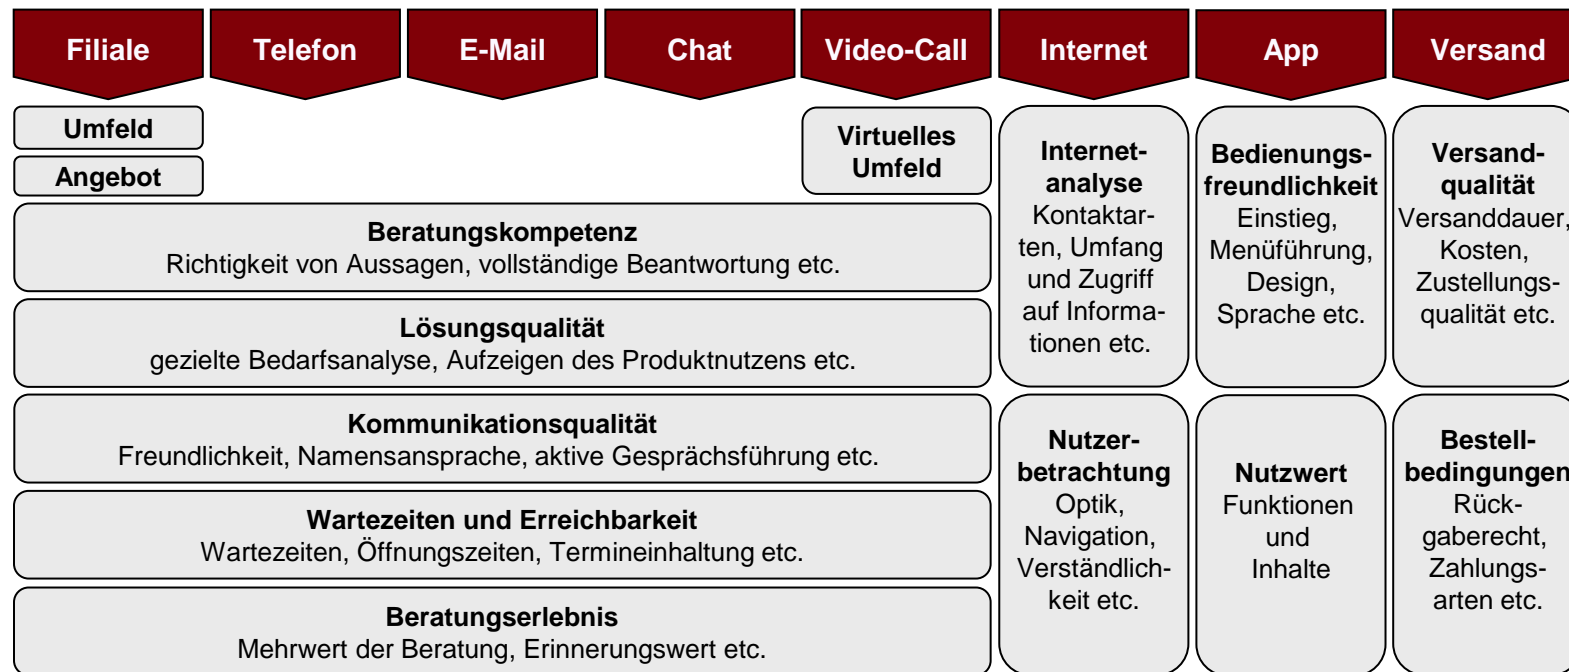 Filiale
Telefon
E-Mail
Chat
Video-Call
Internet
App
Versand
Umfeld
Angebot
Virtuelles
Umfeld
Beratungskompetenz
Richtigkeit von Aussagen, vollständige Beantwortung etc.
Lösungsqualität
gezielte Bedarfsanalyse, Aufzeigen des Produktnutzens etc.
Kommunikationsqualität
Freundlichkeit, Namensansprache, aktive Gesprächsführung etc.
Wartezeiten und Erreichbarkeit
Wartezeiten, Öffnungszeiten, Termineinhaltung etc.
Beratungserlebnis
Mehrwert der Beratung, Erinnerungswert etc.
Internet-
analyse
Kontaktar-
ten, Umfang
und Zugriff
auf Informa-
tionen etc.
Nutzer-
betrachtung
Optik,
Navigation,
Verständlich-
keit etc.
Bedienungs-
freundlichkeit
Einstieg,
Menüführung,
Design,
Sprache etc.
Nutzwert
Funktionen
und
Inhalte
Versand-
qualität
Versanddauer,
Kosten,
Zustellungs-
qualität etc.
Bestell-
bedingungen
Rück-
gaberecht,
Zahlungs-
arten etc.